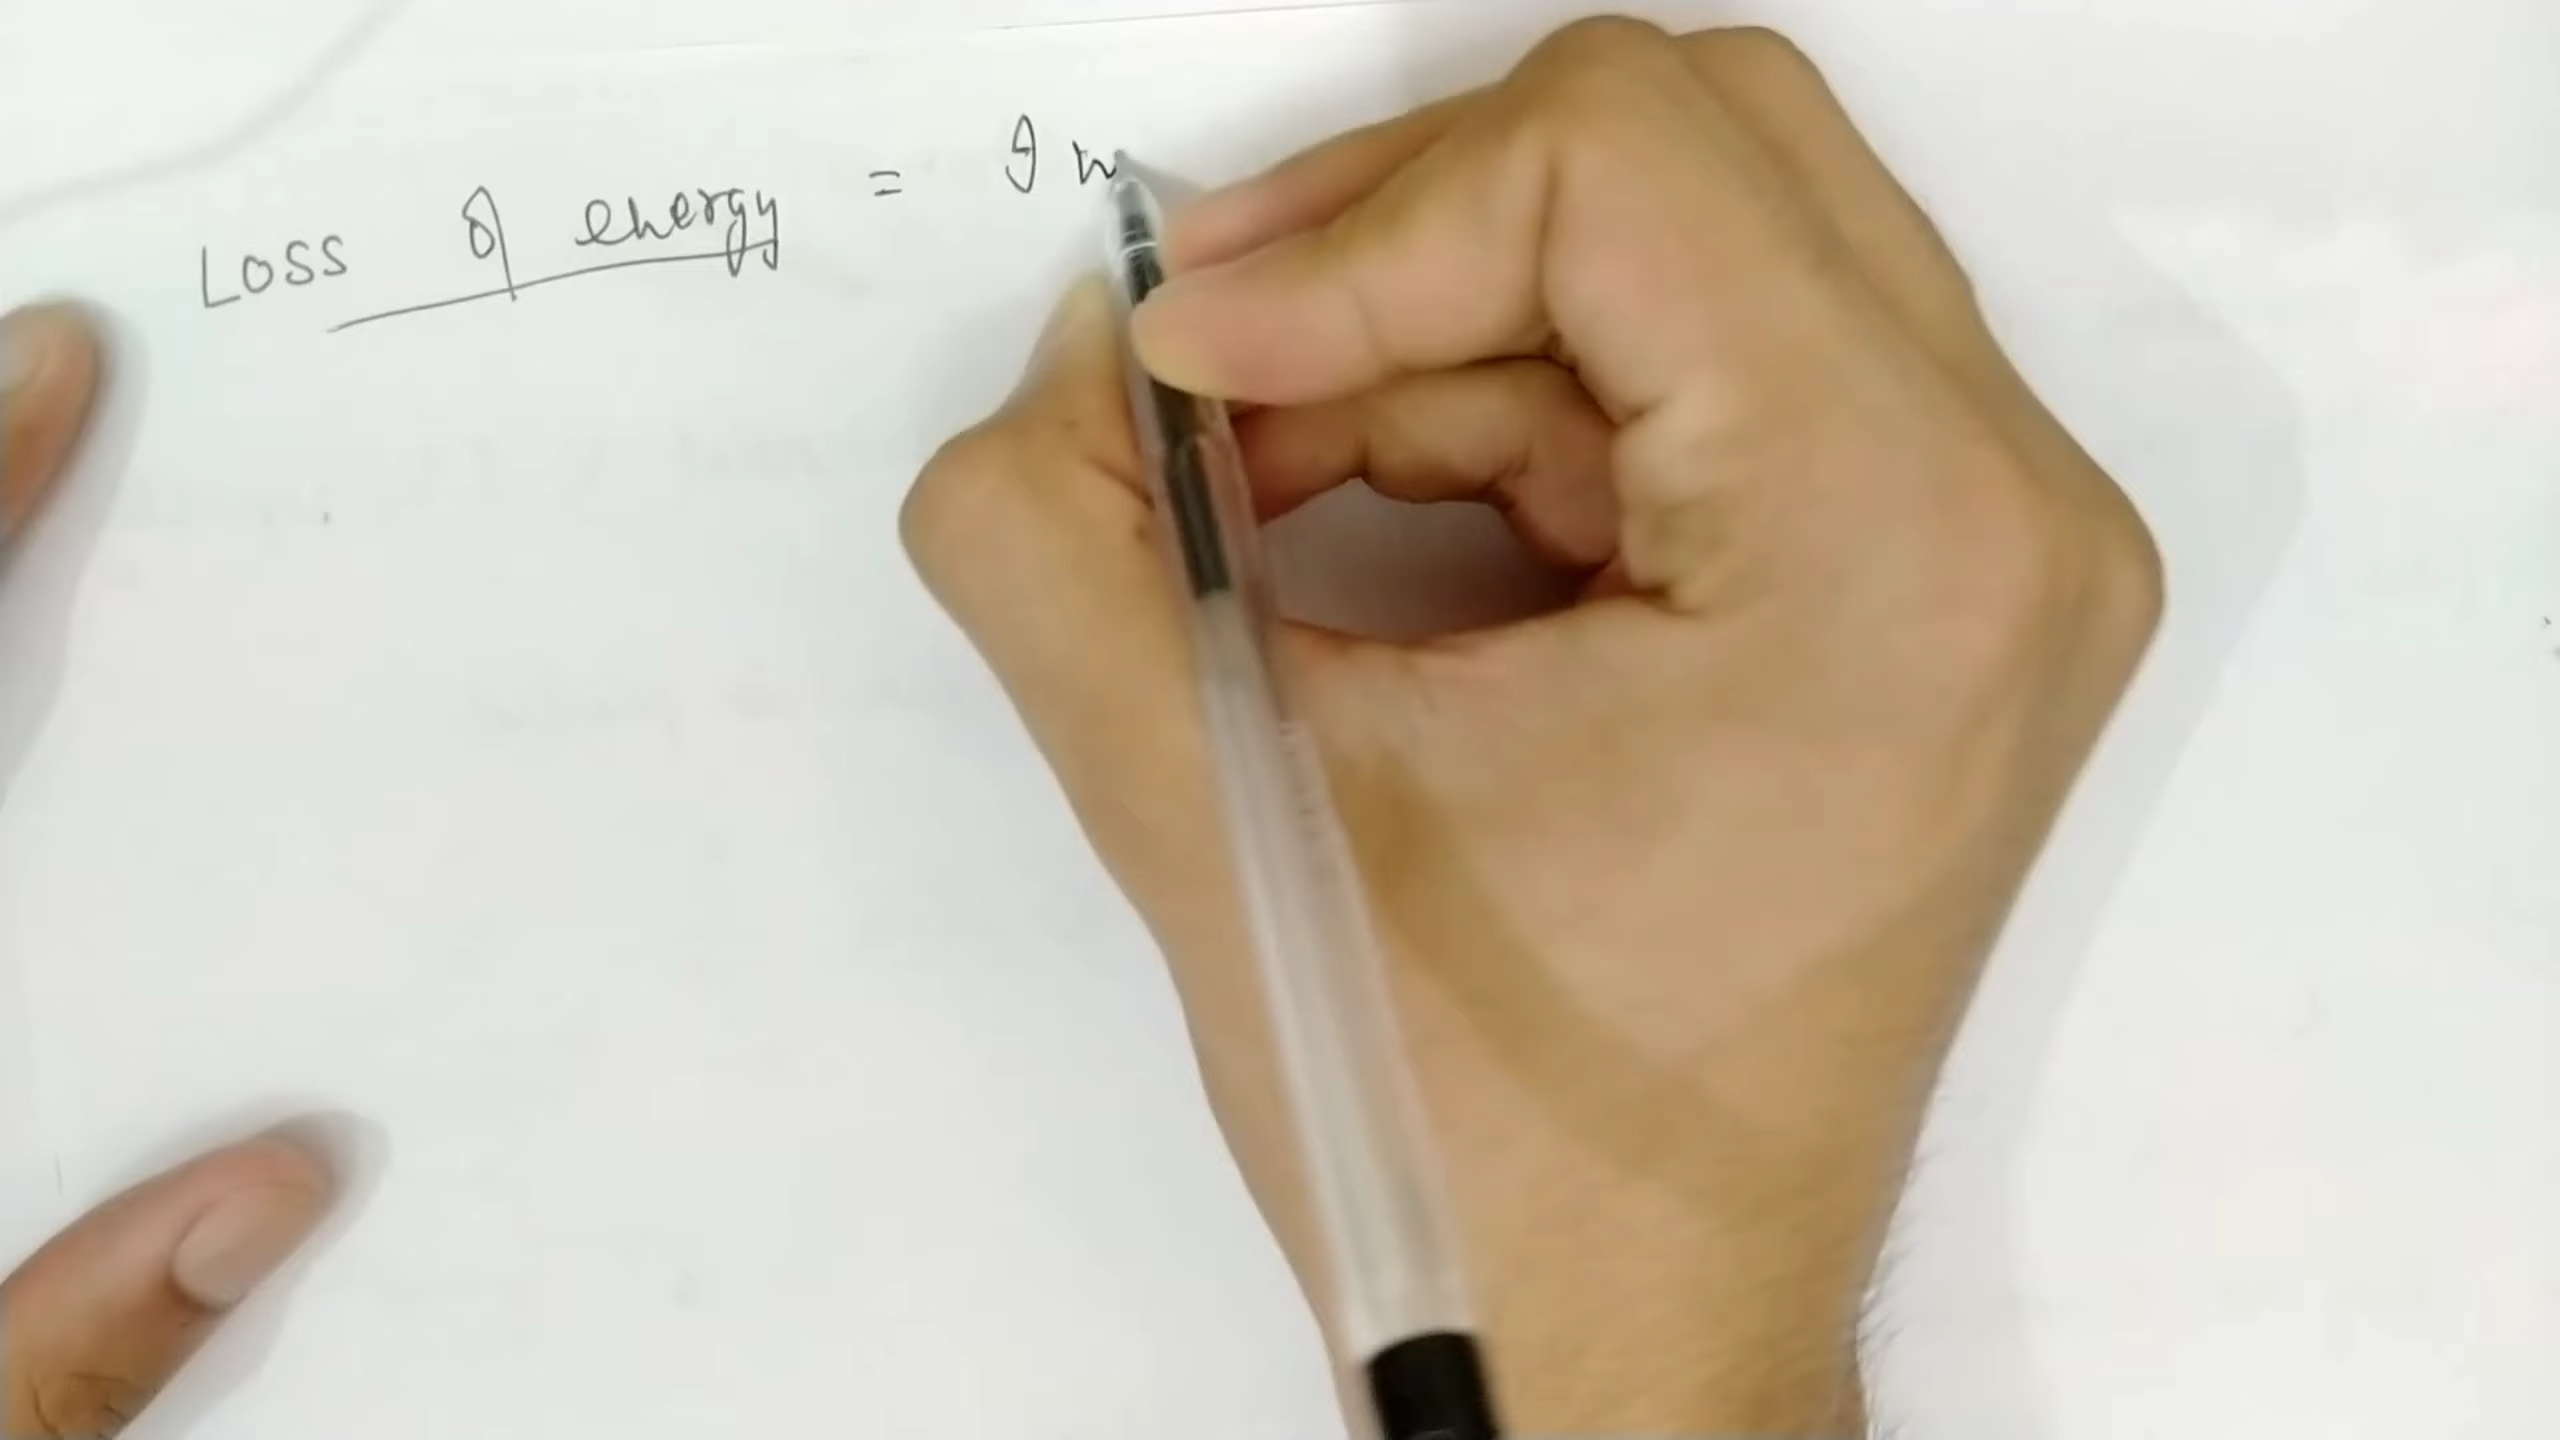 Loss of energy = I w